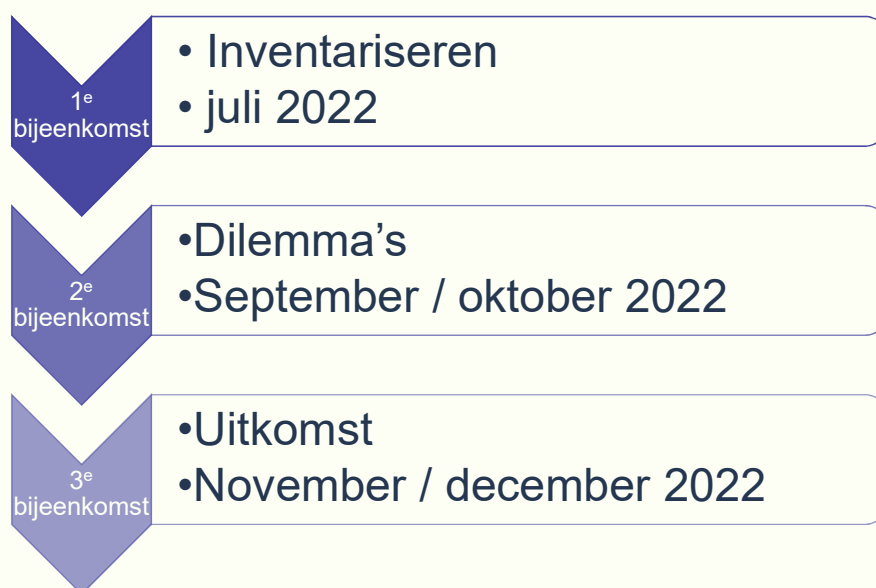 1e
bijeenkomst
• Inventariseren
• juli 2022
2e
bijeenkomst
•Dilemma’s
•September / oktober 2022
3e
bijeenkomst
•Uitkomst
•November / december 2022